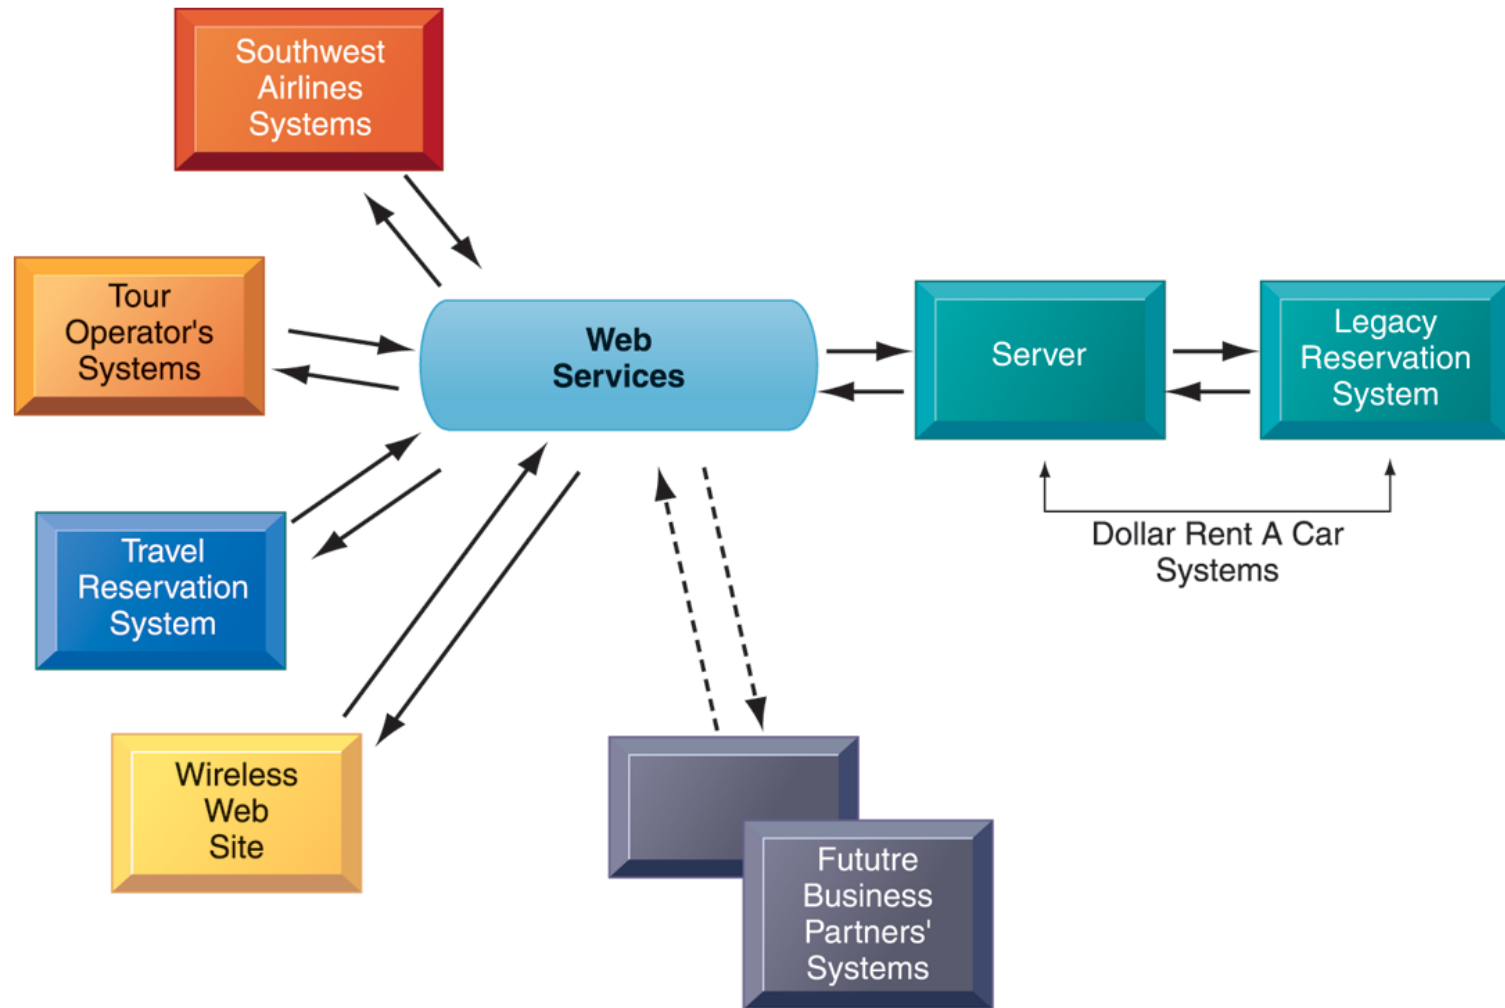 Southwest
Airlines
Systems
Tour
Operator's
Systems
Web
Services
Server
Legacy
Reservation
System
Dollar Rent A Car
Systems
Travel
Reservation
System
Wireless
Web
Site
Fututre
Business
Partners'
Systems